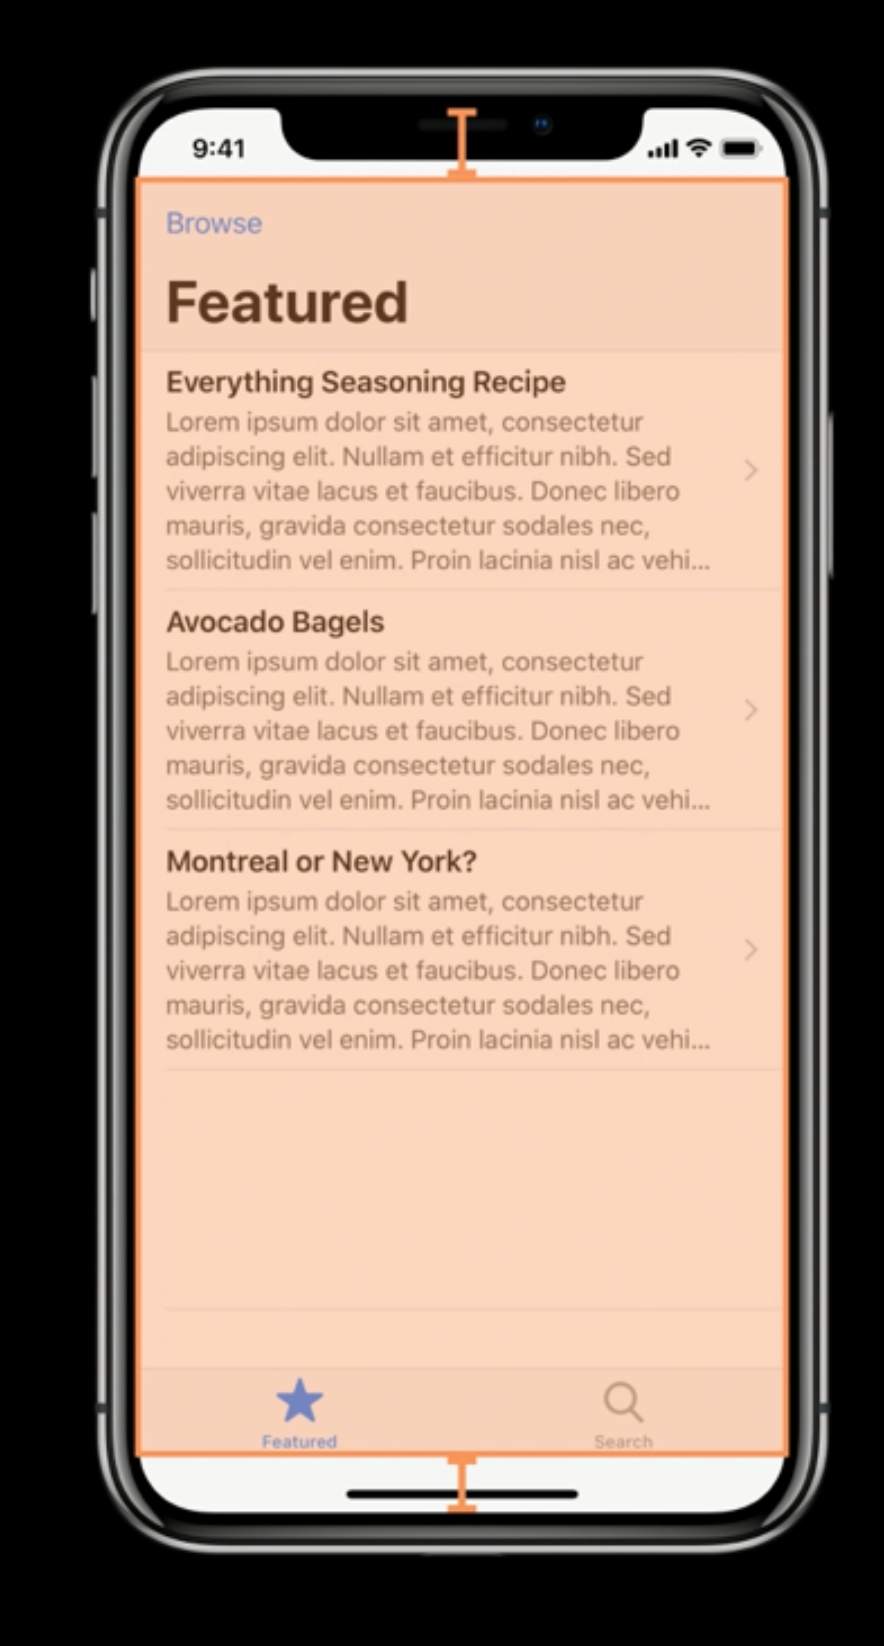 9:41
Browse
Featured
Everything Seasoning Recipe
Lorem ipsum dolor sit amet, consectetur
adipiscing elit. Nullam et efficitur nibh. Sed
viverra vitae lacus et faucibus. Donec libero
mauris, gravida consectetur sodales nec,
sollicitudin vel enim. Proin lacinia nisl ac vehi...
Avocado Bagels
Lorem ipsum dolor sit amet, consectetur
adipiscing elit. Nullam et efficitur nibh. Sed
viverra vitae lacus et faucibus. Donec libero
mauris, gravida consectetur sodales nec,
sollicitudin vel enim. Proin lacinia nisl ac vehi...
Montreal or New York?
Lorem ipsum dolor sit amet, consectetur
adipiscing elit. Nullam et efficitur nibh. Sed
viverra vitae lacus et faucibus. Donec libero
mauris, gravida consectetur sodales nec,
sollicitudin vel enim. Proin lacinia nisl ac vehi...
Featured
Search